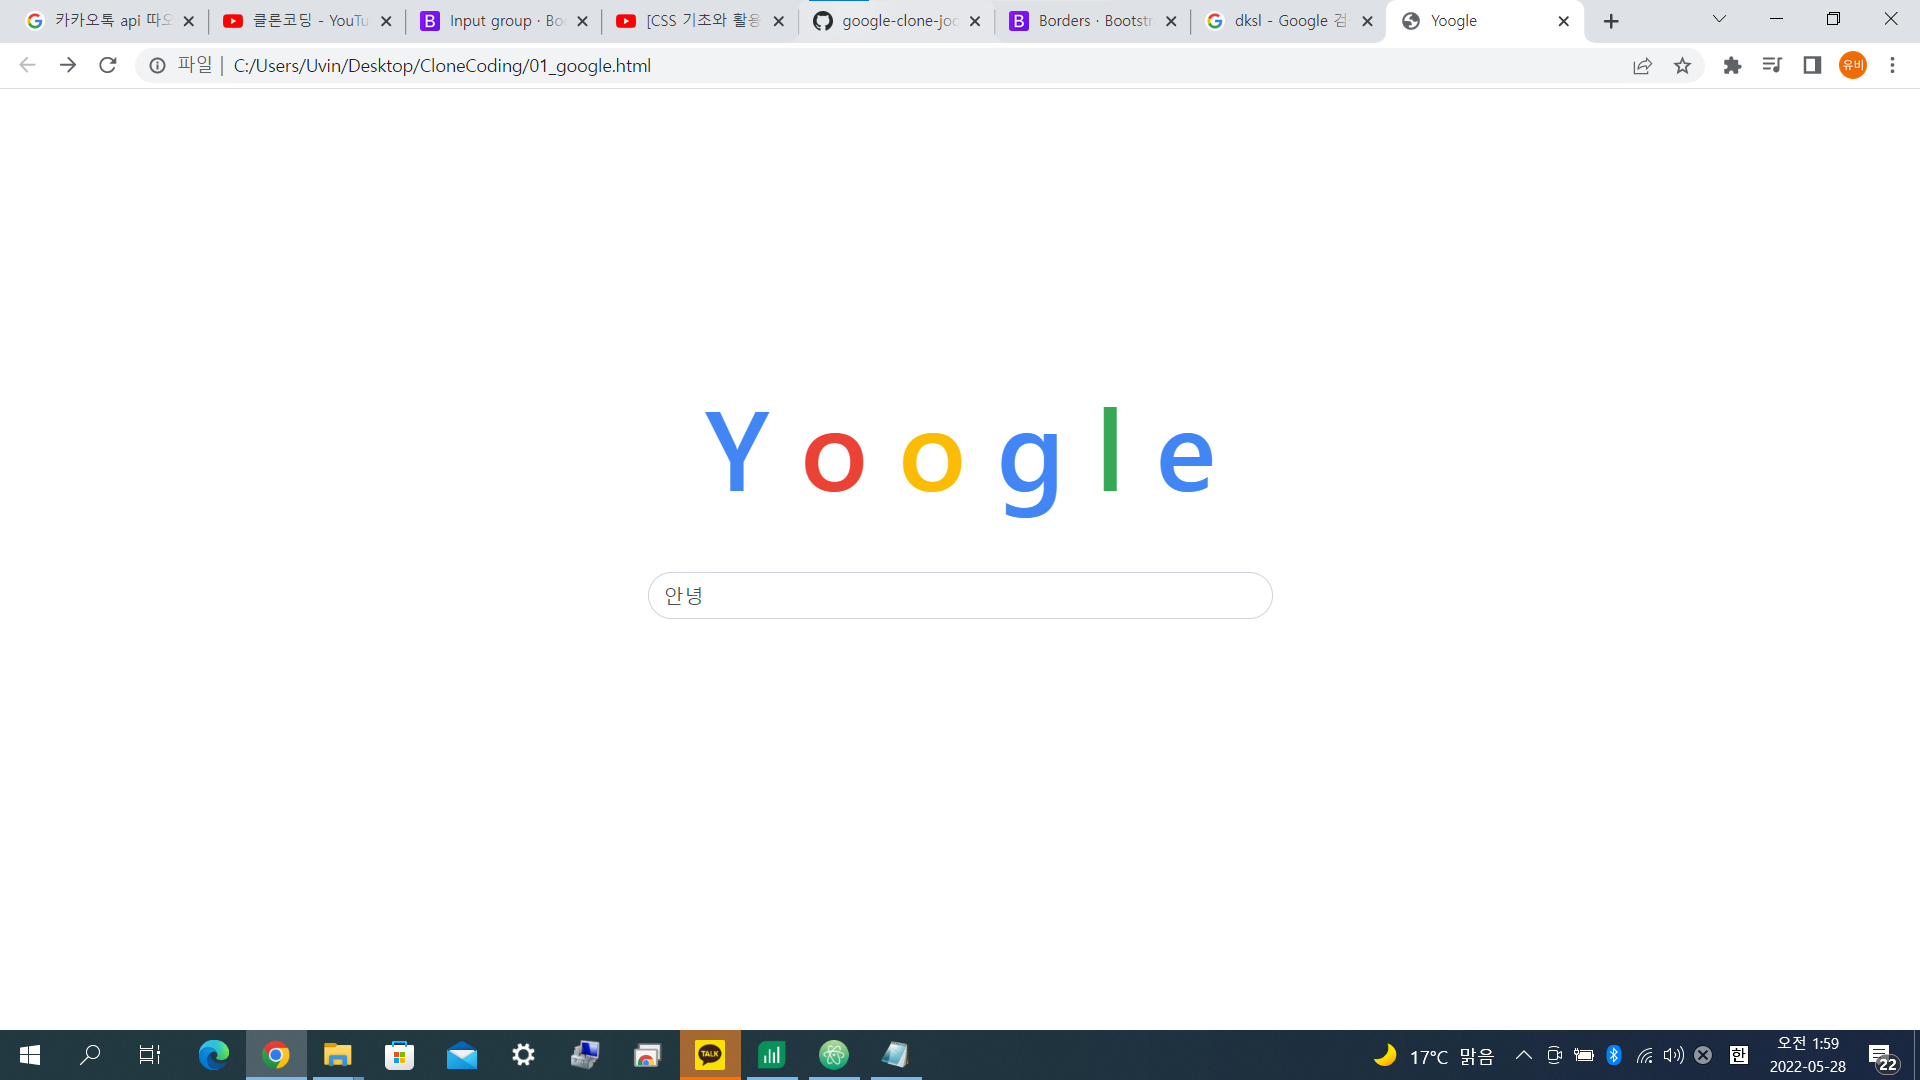 카카오톡 api 따오
클론코딩 - YouTu
Input group · Boo
[CSS 기초와 활용
google-clone-joc
Borders · Bootstr
dksl - Google 검
Yoogle
파일 | C:/Users/Uvin/Desktop/CloneCoding/01_google.html
유비
Y o o g l e
안녕
TALK
17°C 맑음
한
오전 1:59
2022-05-28
22